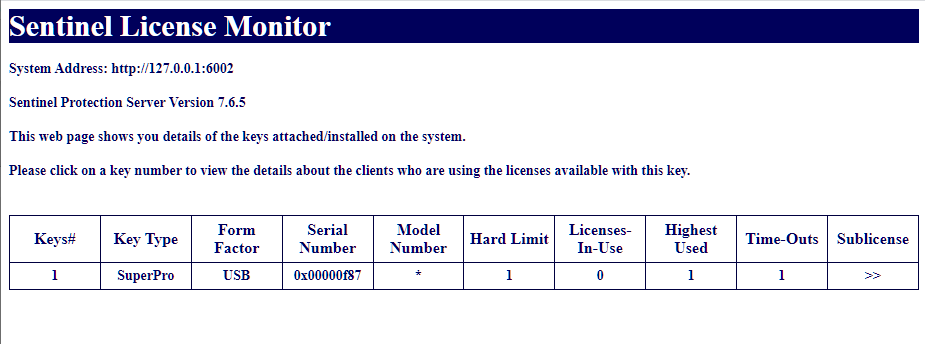 Sentinel License Monitor
System Address: http://127.0.0.1:6002
Sentinel Protection Server Version 7.6.5
This web page shows you details of the keys attached/installed on the system.
Please click on a key number to view the details about the clients who are using the licenses available with this key.
Keys# Key Type Form Factor Serial Number Model Number Hard Limit Licenses-In-Use Highest Used Time-Outs Sublicense
1 SuperPro USB 0x00000f87 * 1 0 1 1 >>